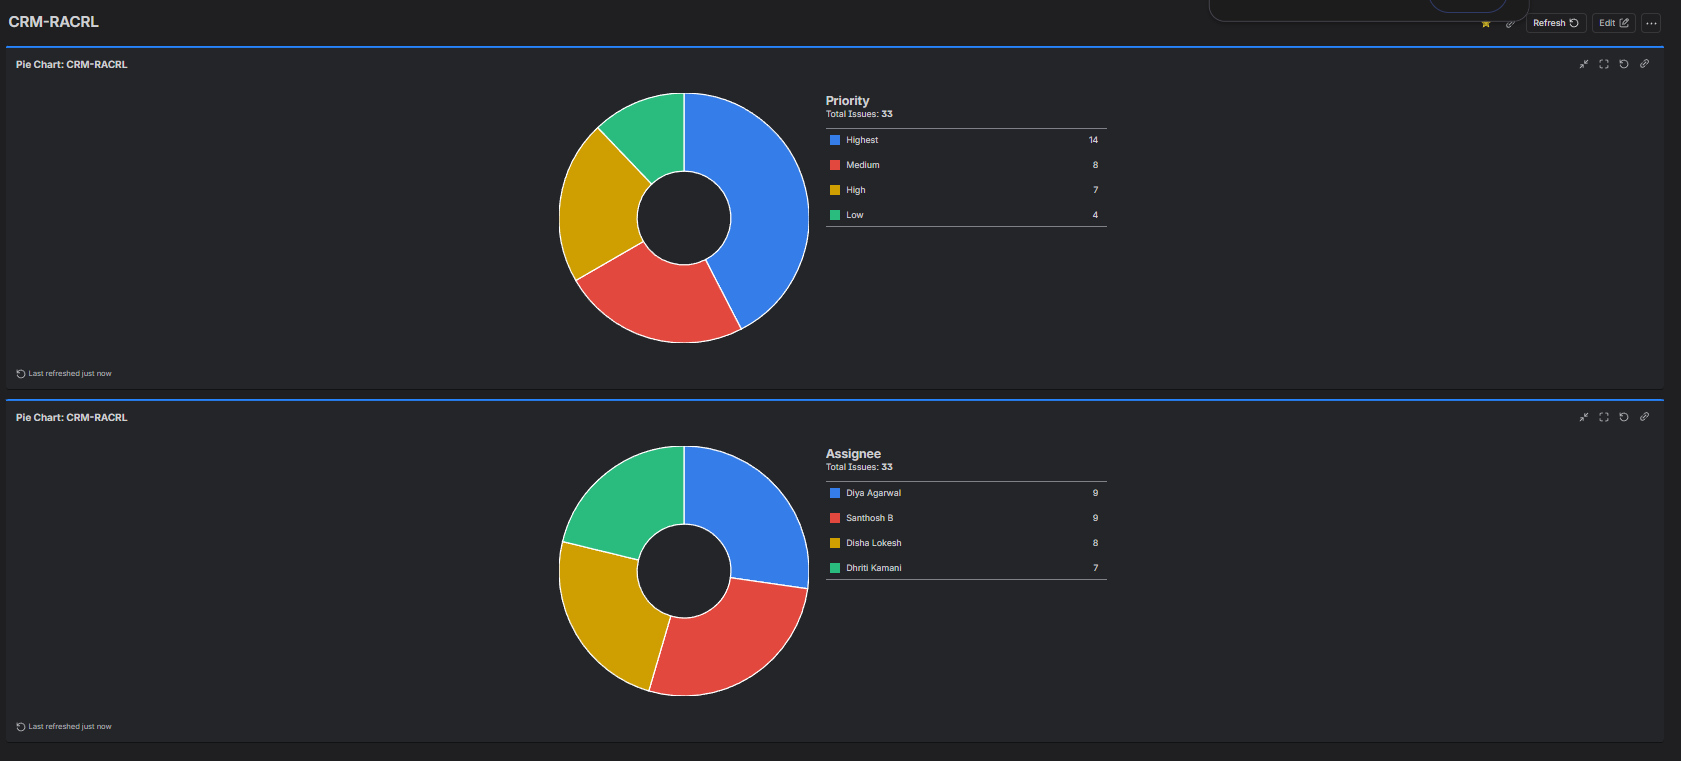 CRM-RACRL
Refresh
Edit
Pie Chart: CRM-RACRL
Priority
Total Issues: 33
Highest 14
Medium 8
High 7
Low 4
Last refreshed just now
Pie Chart: CRM-RACRL
Assignee
Total Issues: 33
Diya Agarwal 9
Santhosh B 9
Disha Lokesh 8
Dhriti Kamani 7
Last refreshed just now